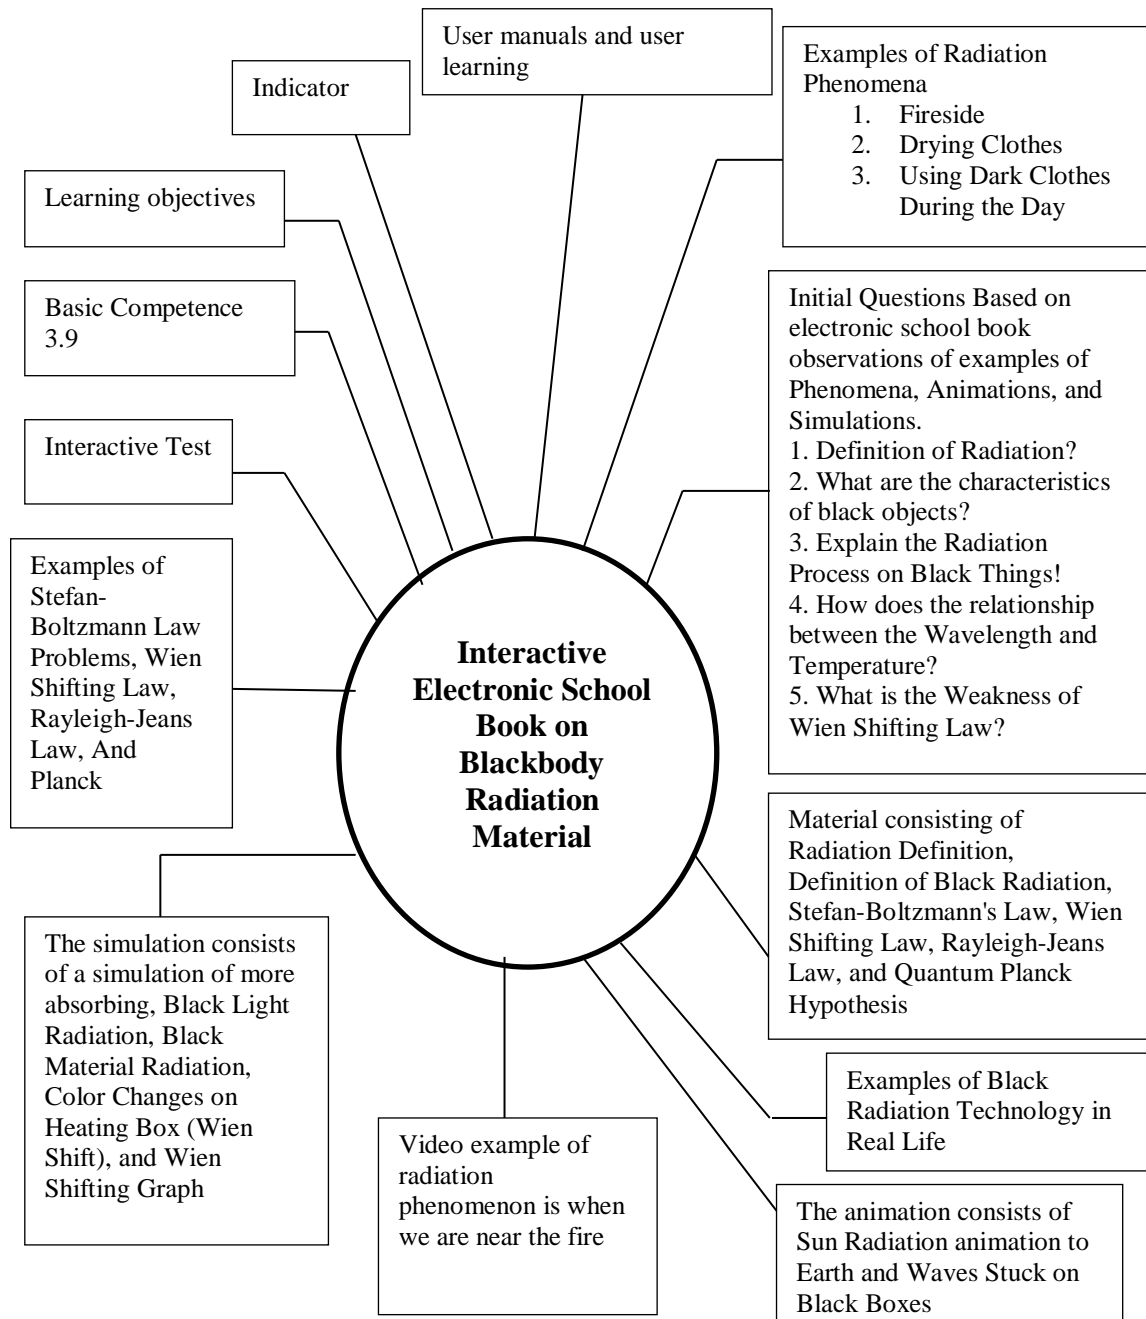 User manuals and user
learning
Examples of Radiation
Phenomena
1. Fireside
2. Drying Clothes
3. Using Dark Clothes
During the Day
Indicator
Learning objectives
Basic Competence
3.9
Interactive Test
Examples of
Stefan-
Boltzmann Law
Problems, Wien
Shifting Law,
Rayleigh-Jeans
Law, And
Planck
Initial Questions Based on
electronic school book
observations of examples of
Phenomena, Animations, and
Simulations.
1. Definition of Radiation?
2. What are the characteristics
of black objects?
3. Explain the Radiation
Process on Black Things!
4. How does the relationship
between the Wavelength and
Temperature?
5. What is the Weakness of
Wien Shifting Law?
Interactive
Electronic School
Book on
Blackbody
Radiation
Material
Material consisting of
Radiation Definition,
Definition of Black Radiation,
Stefan-Boltzmann's Law, Wien
Shifting Law, Rayleigh-Jeans
Law, and Quantum Planck
Hypothesis
The simulation consists
of a simulation of more
absorbing, Black Light
Radiation, Black
Material Radiation,
Color Changes on
Heating Box (Wien
Shift), and Wien
Shifting Graph
Video example of
radiation
phenomenon is when
we are near the fire
Examples of Black
Radiation Technology in
Real Life
The animation consists of
Sun Radiation animation to
Earth and Waves Stuck on
Black Boxes